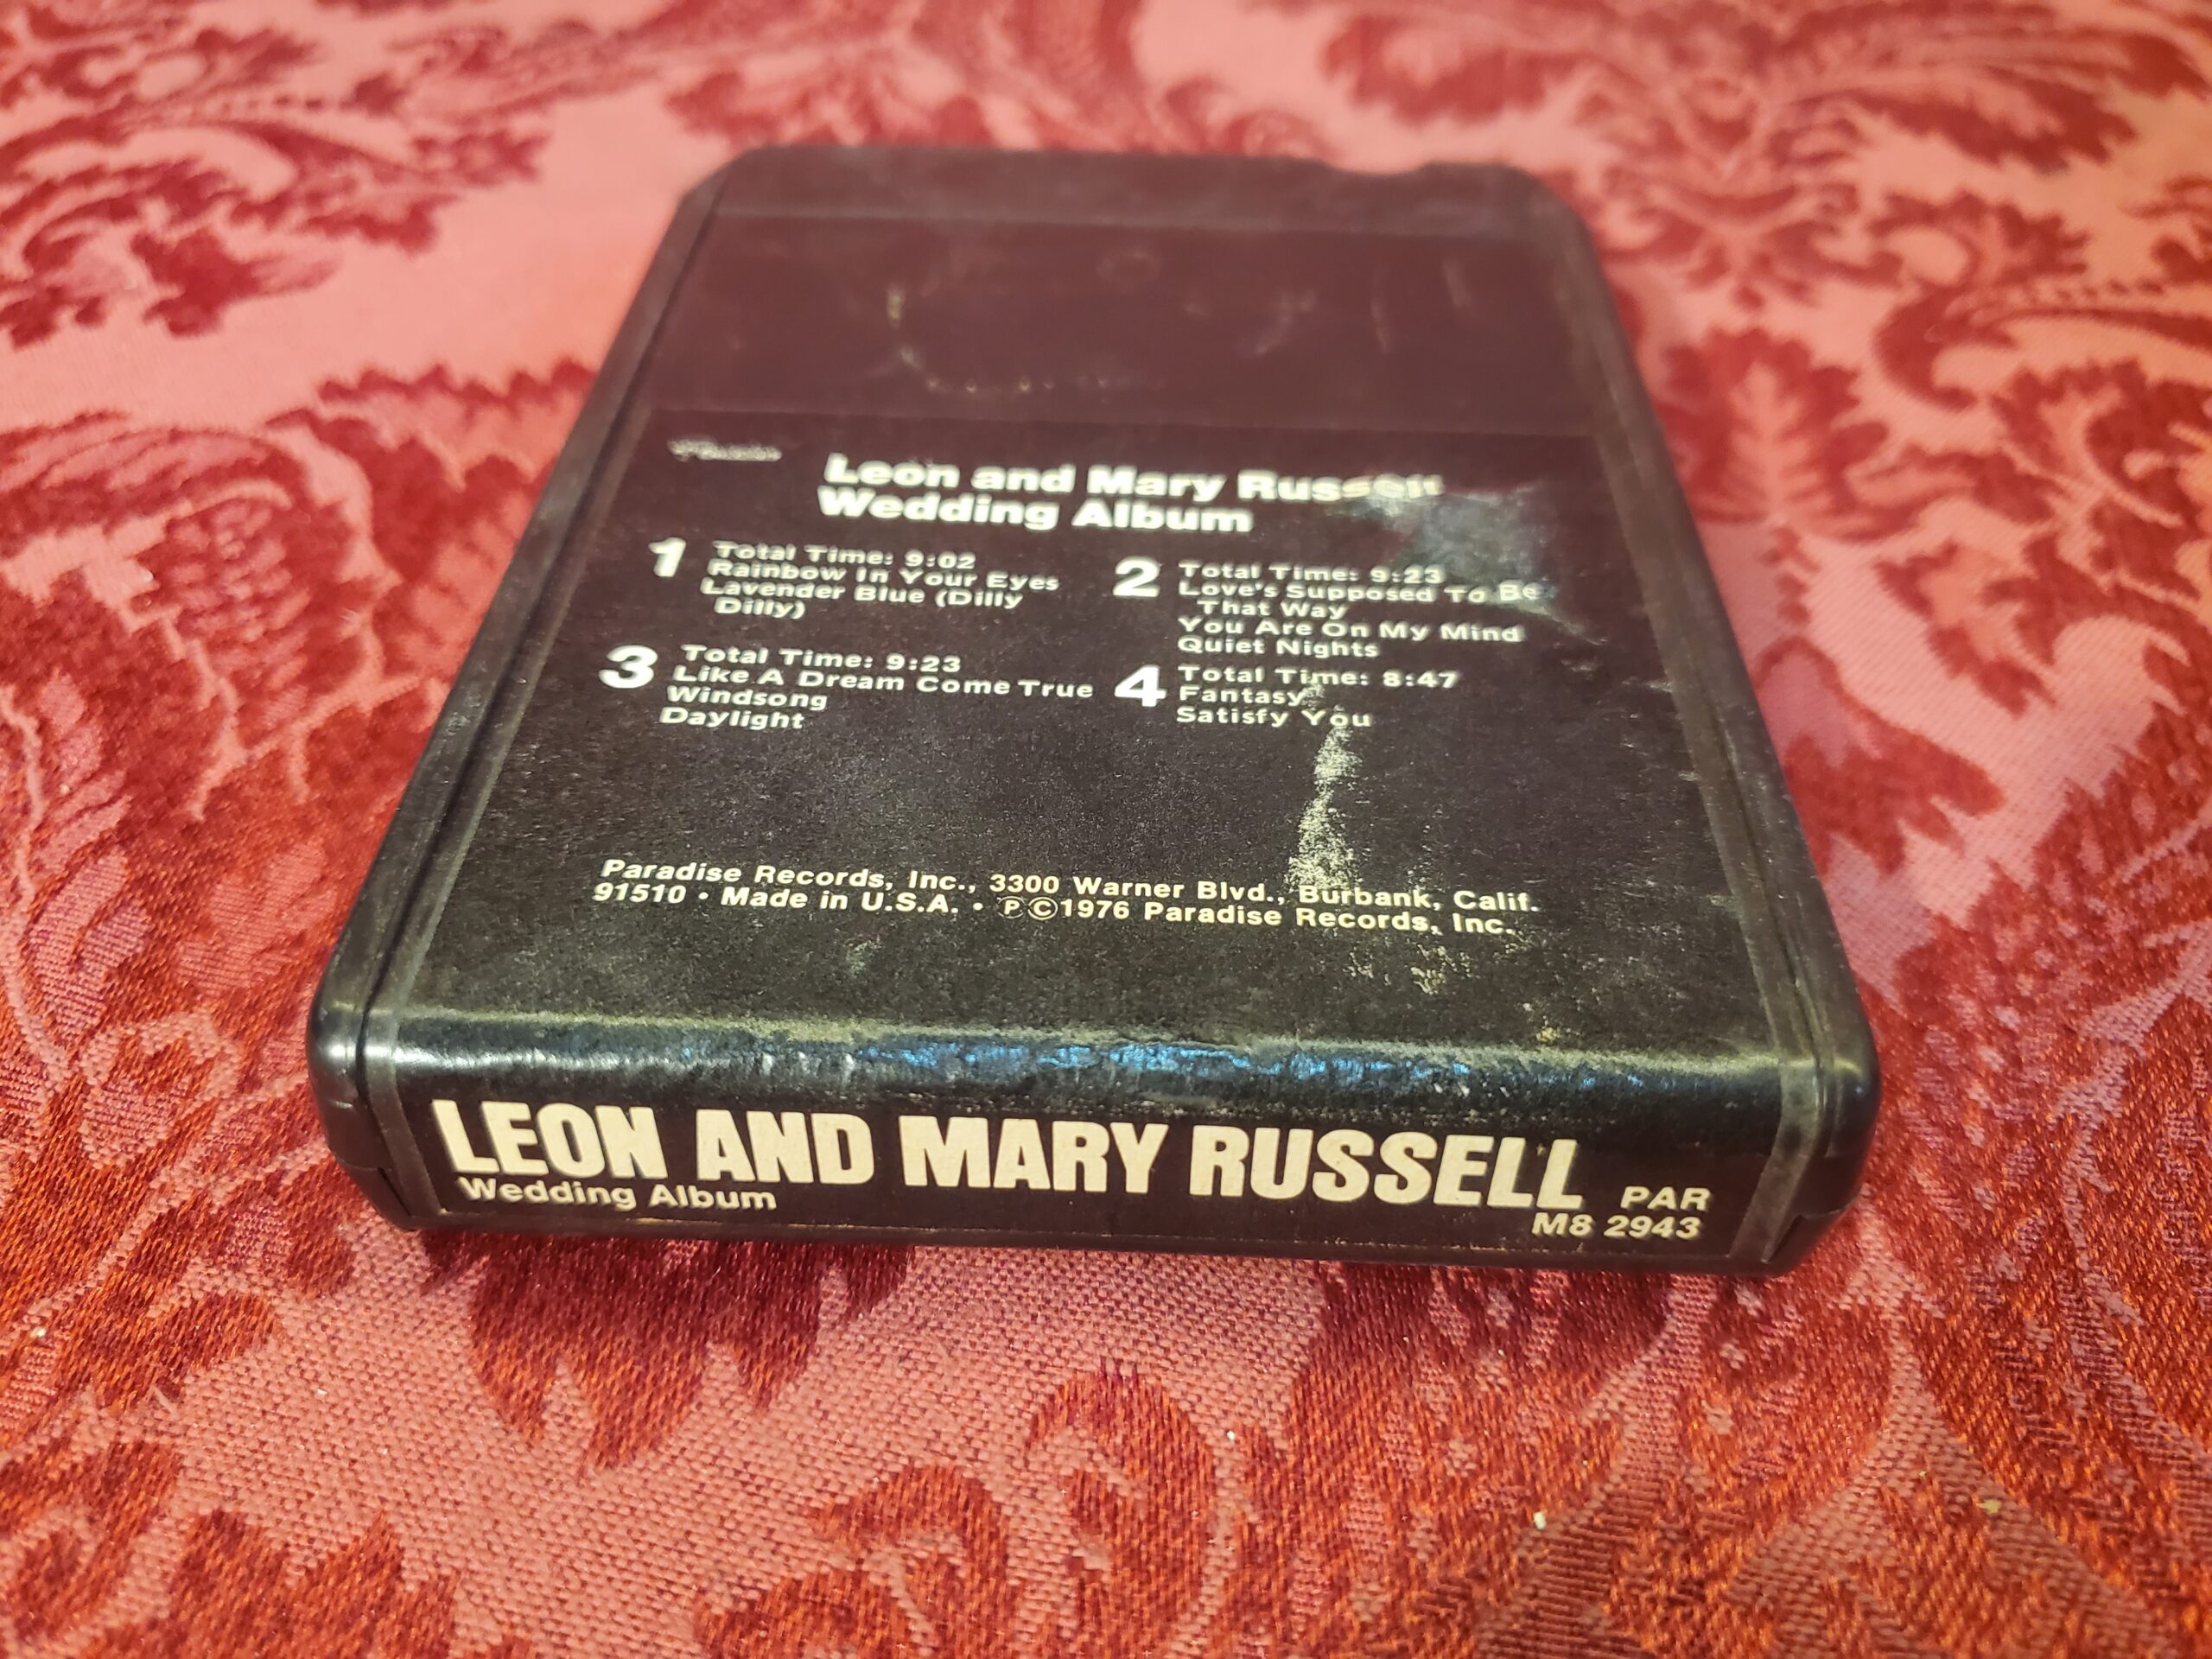 Paradise
Leon and Mary Russell
Wedding Album
1
Total Time: 9:02
Rainbow In Your Eyes
Lavender Blue (Dilly
Dilly)
2
Total Time: 9:23
Love's Supposed To Be
That Way
You Are On My Mind
Quiet Nights
3
Total Time: 9:23
Like A Dream Come True
Windsong
Daylight
4
Total Time: 8:47
Fantasy
Satisfy You
Paradise Records, Inc., 3300 Warner Blvd., Burbank, Calif.
91510 • Made in U.S.A. • ℗©1976 Paradise Records, Inc.
LEON AND MARY RUSSELL
Wedding Album
PAR
M8 2943